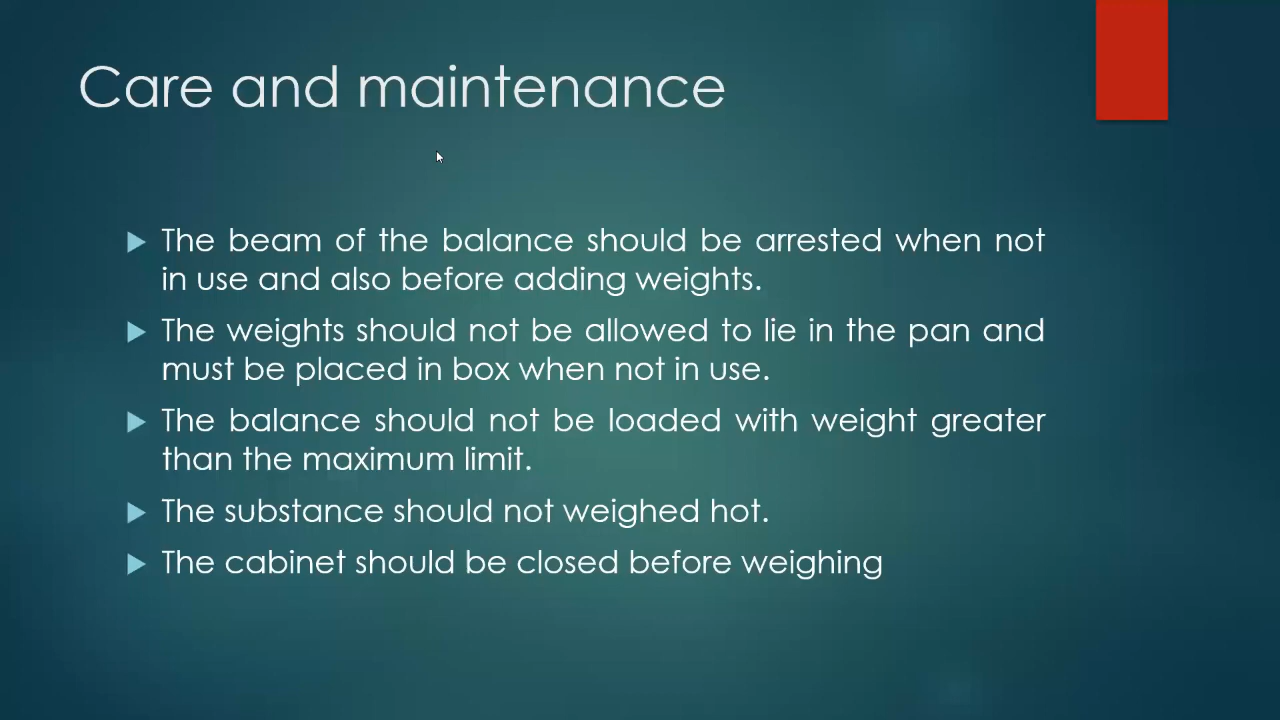 Care and maintenance
The beam of the balance should be arrested when not
in use and also before adding weights.
The weights should not be allowed to lie in the pan and
must be placed in box when not in use.
The balance should not be loaded with weight greater
than the maximum limit.
The substance should not weighed hot.
The cabinet should be closed before weighing